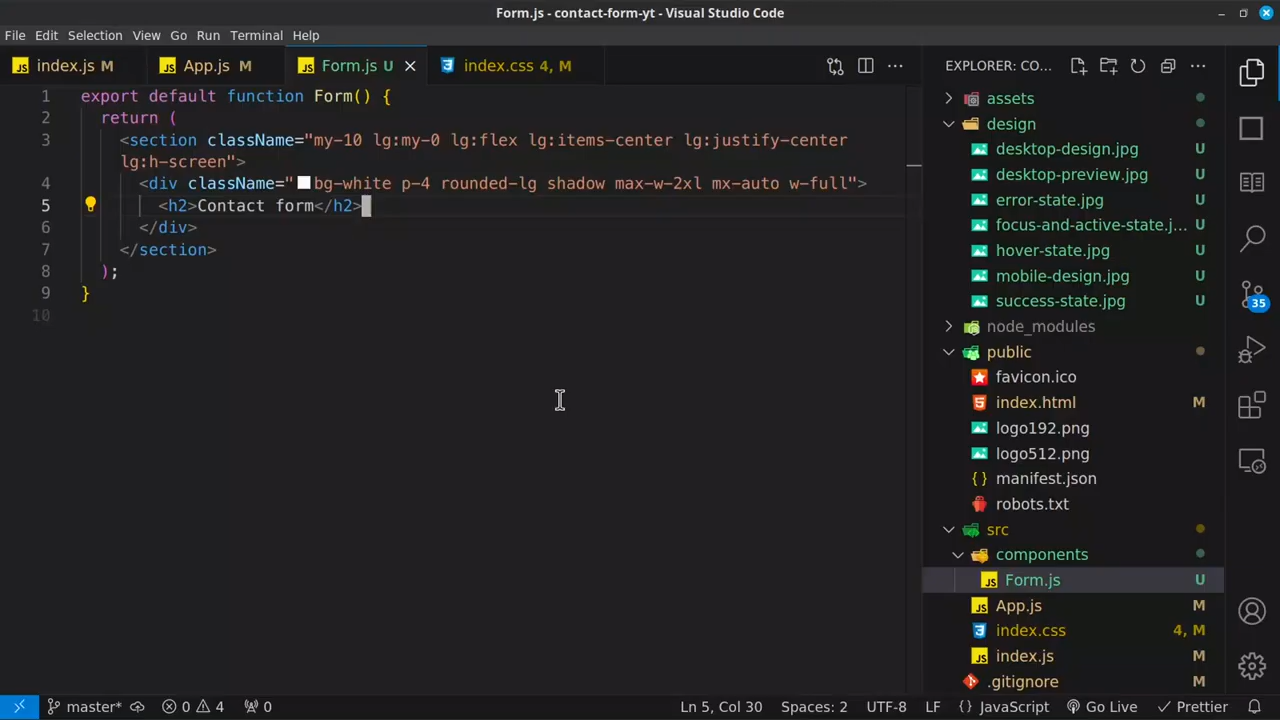 Form.js - contact-form-yt - Visual Studio Code
File Edit Selection View Go Run Terminal Help
index.js M App.js M Form.js U index.css 4, M
EXPLORER: CO...
1 export default function Form() {
2 return (
3 <section className="my-10 lg:my-0 lg:flex lg:items-center lg:justify-center
lg:h-screen">
4 <div className="bg-white p-4 rounded-lg shadow max-w-2xl mx-auto w-full">
5 <h2>Contact form</h2>
6 </div>
7 </section>
8 );
9 }
10
assets
design
desktop-design.jpg U
desktop-preview.jpg U
error-state.jpg U
focus-and-active-state.j... U
hover-state.jpg U
mobile-design.jpg U
success-state.jpg U
node_modules
public
favicon.ico
index.html M
logo192.png
logo512.png
manifest.json
robots.txt
src
components
Form.js U
App.js M
index.css 4, M
index.js M
.gitignore M
35
master* 0 4 0
Ln 5, Col 30 Spaces: 2 UTF-8 LF {} JavaScript Go Live Prettier